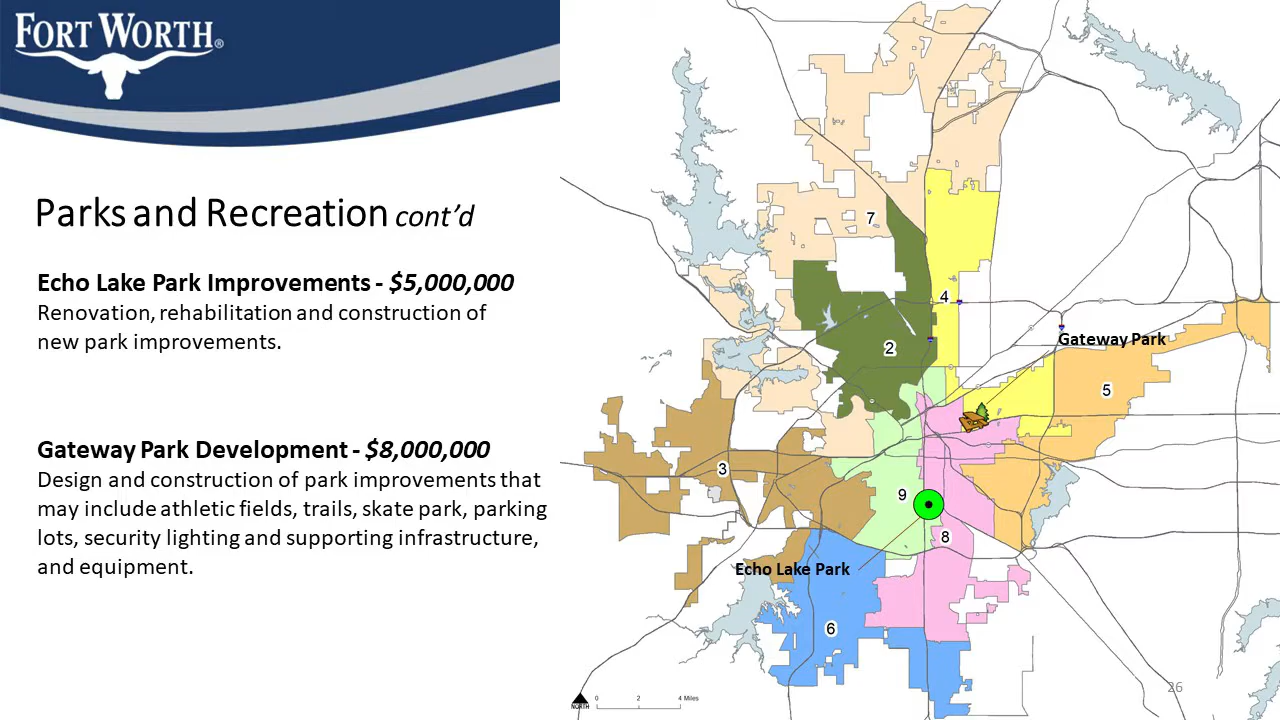 FORT WORTH®
Parks and Recreation cont'd
Echo Lake Park Improvements - $5,000,000
Renovation, rehabilitation and construction of
new park improvements.
Gateway Park Development - $8,000,000
Design and construction of park improvements that
may include athletic fields, trails, skate park, parking
lots, security lighting and supporting infrastructure,
and equipment.
7
4
2
Gateway Park
5
3
9
8
Echo Lake Park
6
26
NORTH
0 2 4 Miles